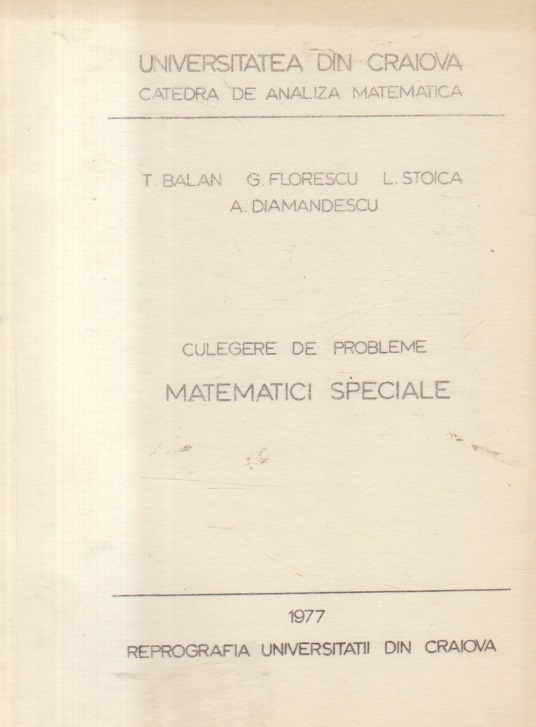 UNIVERSITATEA DIN CRAIOVA
CATEDRA DE ANALIZA MATEMATICA
T. BALAN G. FLORESCU L. STOICA
A. DIAMANDESCU
CULEGERE DE PROBLEME
MATEMATICI SPECIALE
1977
REPROGRAFIA UNIVERSITATII DIN CRAIOVA